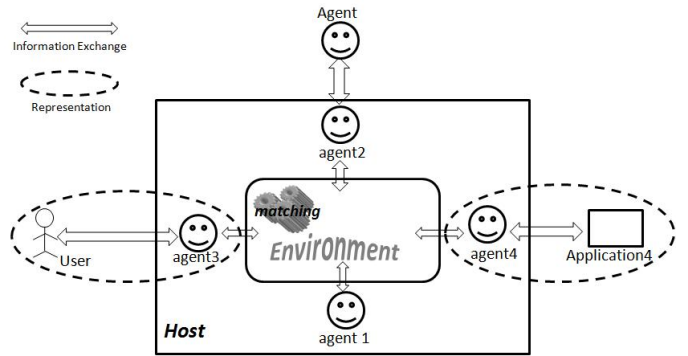 Agent
Information Exchange
Representation
agent2
matching
Environment
User
agent3
agent4
Application4
agent 1
Host